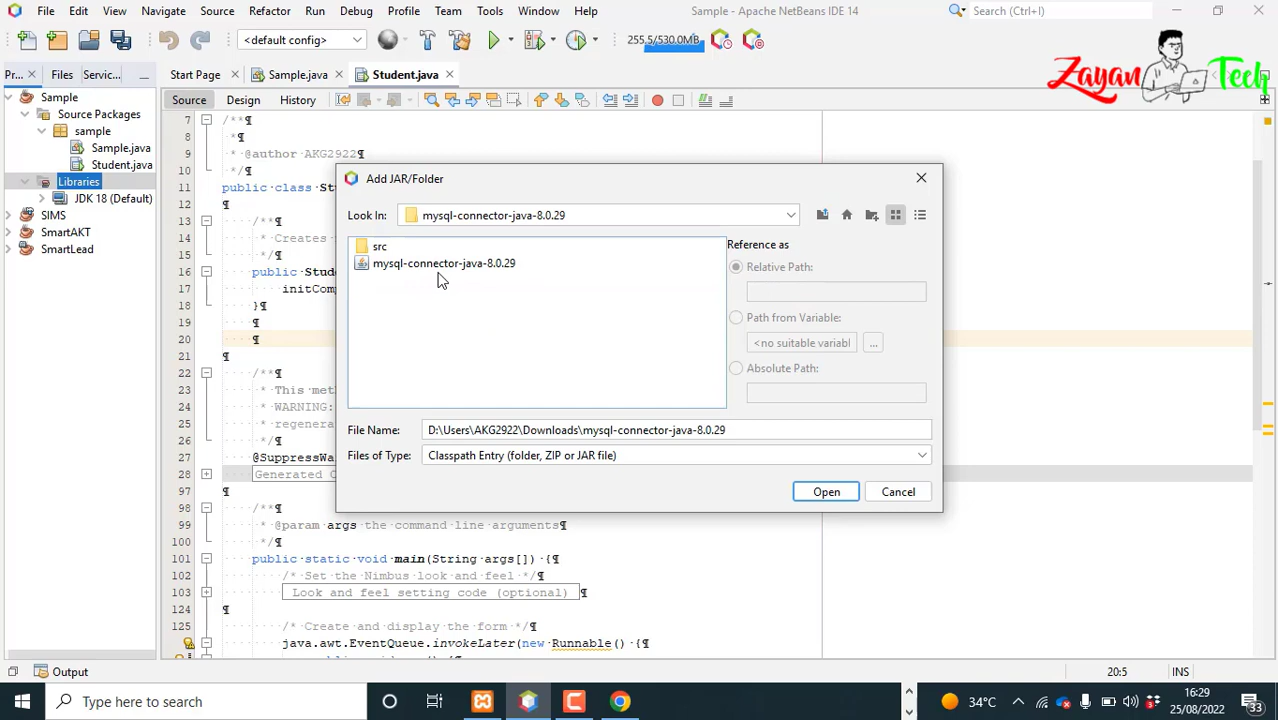 File Edit View Navigate Source Refactor Run Debug Profile Team Tools Window Help
Sample - Apache NetBeans IDE 14
Search (Ctrl+I)
<default config>
255.5/530.0MB
Zayan Tech
Pr... Files Servic...
Start Page Sample.java Student.java
Source Design History
Sample
Source Packages
sample
Sample.java
Student.java
Libraries
JDK 18 (Default)
SIMS
SmartAKT
SmartLead
7 /**¶
8 *¶
9 * @author AKG2922¶
10 */¶
11 public class St
12 ¶
13 /**¶
14 * Creates
15 */¶
16 public Stud
17 initComp
18 }¶
19 ¶
20 ¶
21 ¶
22 /**¶
23 * This met
24 * WARNING:
25 * regenera
26 */¶
27 @SuppressWa
28 Generated C
97 ¶
98 /**¶
99 * @param args the command line arguments¶
100 */¶
101 public static void main(String args[]) {¶
102 /* Set the Nimbus look and feel */¶
103 Look and feel setting code (optional) ¶
124 ¶
125 /* Create and display the form */¶
java.awt.EventQueue.invokeLater(new Runnable() {¶
Add JAR/Folder
Look In: mysql-connector-java-8.0.29
src
mysql-connector-java-8.0.29
Reference as
Relative Path:
Path from Variable:
<no suitable variabl ...
Absolute Path:
File Name: D:\Users\AKG2922\Downloads\mysql-connector-java-8.0.29
Files of Type: Classpath Entry (folder, ZIP or JAR file)
Open Cancel
Output
20:5 INS
Type here to search
34°C
16:29
25/08/2022
33